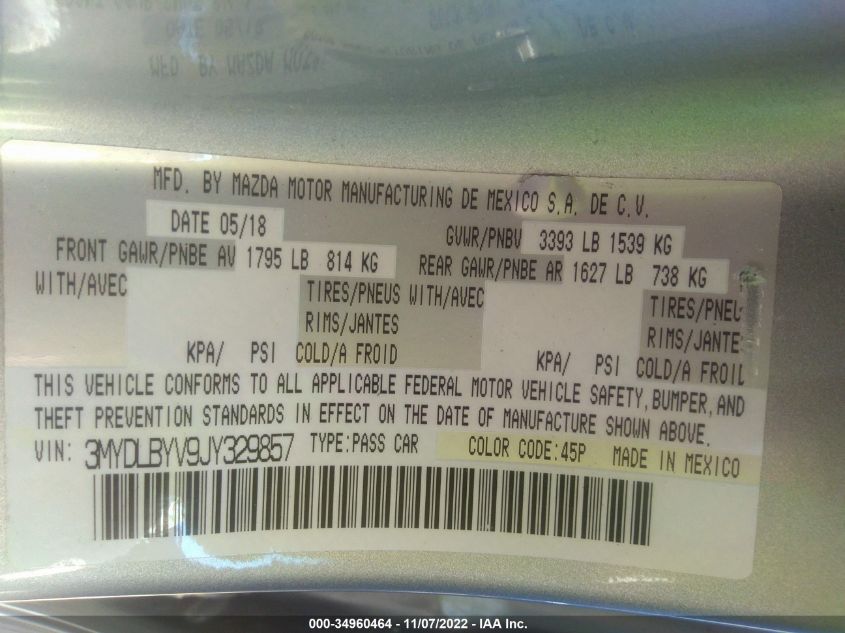 MFD. BY MAZDA MOTOR MANUFACTURING DE MEXICO S.A. DE C.V.
DATE 05/18 GVWR/PNBV 3393 LB 1539 KG
FRONT GAWR/PNBE AV 1795 LB 814 KG REAR GAWR/PNBE AR 1627 LB 738 KG
WITH/AVEC TIRES/PNEUS WITH/AVEC TIRES/PNEU
RIMS/JANTES RIMS/JANTE
KPA/ PSI COLD/A FROID KPA/ PSI COLD/A FROID
THIS VEHICLE CONFORMS TO ALL APPLICABLE FEDERAL MOTOR VEHICLE SAFETY, BUMPER, AND
THEFT PREVENTION STANDARDS IN EFFECT ON THE DATE OF MANUFACTURE SHOWN ABOVE.
VIN: 3MYDLBYV9JY329857 TYPE:PASS CAR COLOR CODE:45P MADE IN MEXICO
000-34960464 - 11/07/2022 - IAA Inc.